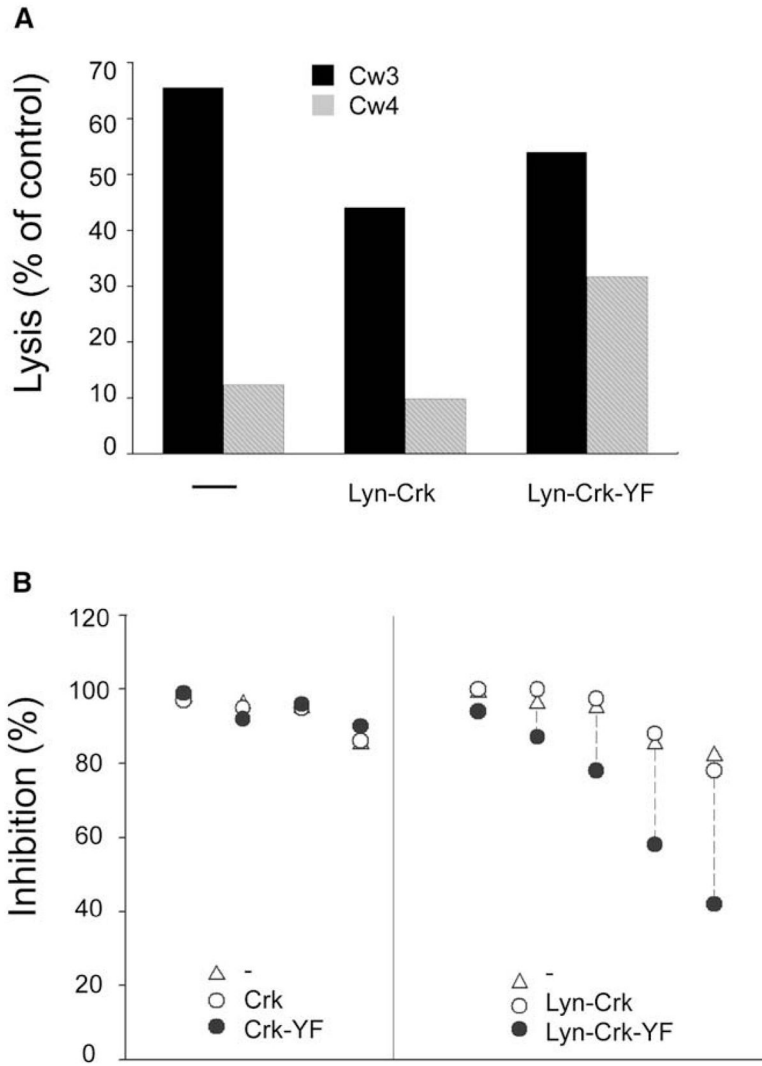 A
Lysis (% of control)
70
60
50
40
30
20
10
0
Cw3
Cw4
—
Lyn-Crk
Lyn-Crk-YF
B
Inhibition (%)
120
100
80
60
40
20
0
-
Crk
Crk-YF
-
Lyn-Crk
Lyn-Crk-YF